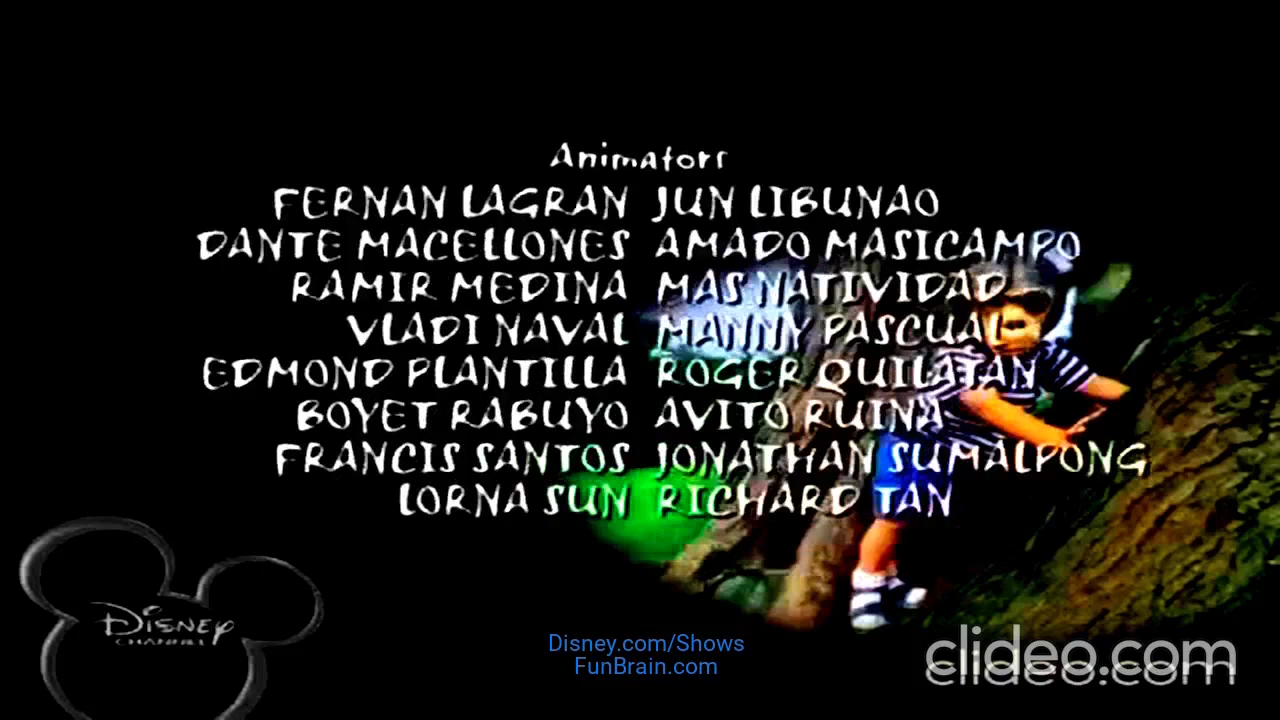 Animators
FERNAN LAGRAN JUN LIBUNAO
DANTE MACELLONES AMADO MASICAMPO
RAMIR MEDINA MAS NATIVIDAD
VLADI NAVAL MANNY PASCUAL
EDMOND PLANTILLA ROGER QUILATAN
BOYET RABUYO AVITO RUINA
FRANCIS SANTOS JONATHAN SUMALPONG
LORNA SUN RICHARD TAN
Disney
CHANNEL
Disney.com/Shows
FunBrain.com
clideo.com